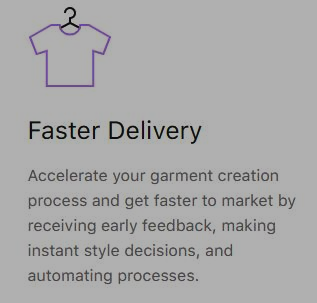 Faster Delivery
Accelerate your garment creation
process and get faster to market by
receiving early feedback, making
instant style decisions, and
automating processes.